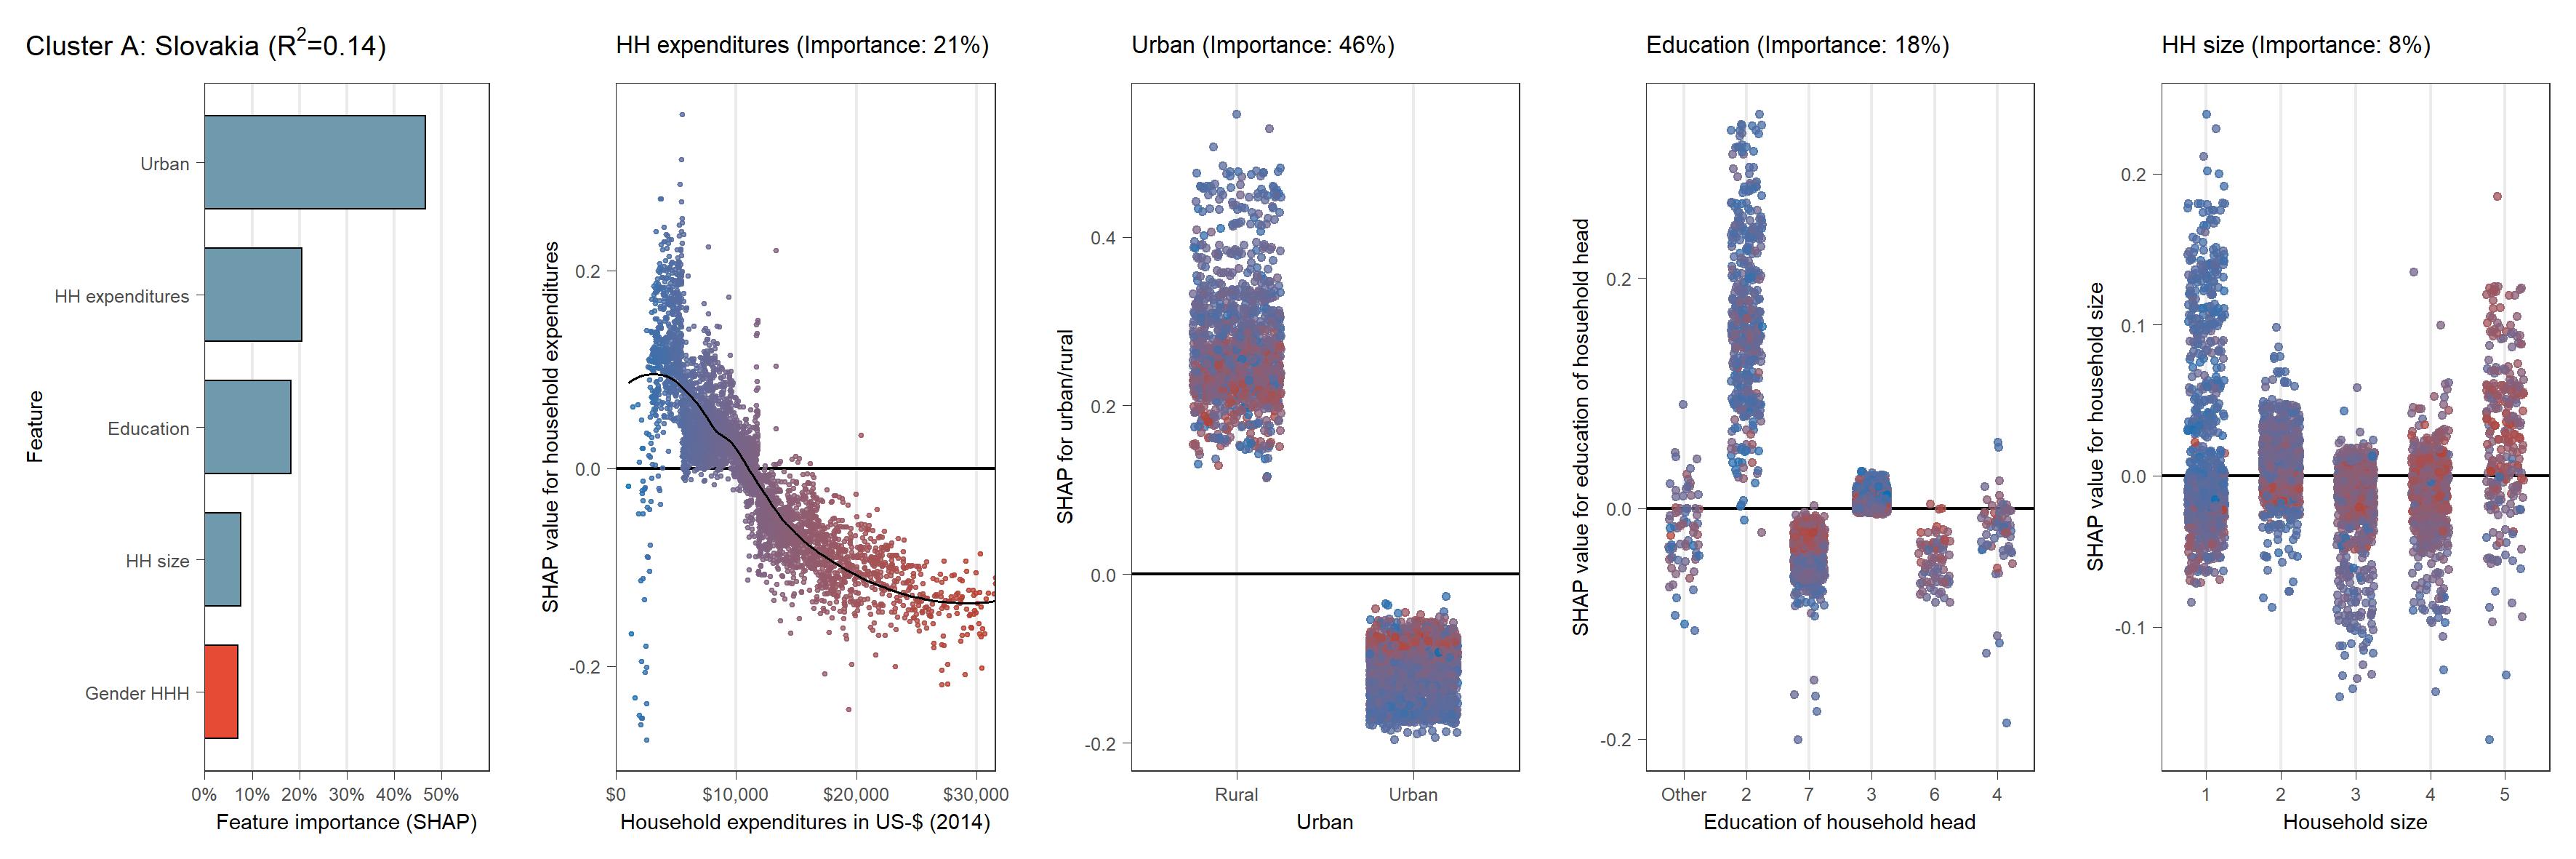 Cluster A: Slovakia (R²=0.14)
Feature
Urban
HH expenditures
Education
HH size
Gender HHH
0% 10% 20% 30% 40% 50%
Feature importance (SHAP)
HH expenditures (Importance: 21%)
SHAP value for household expenditures
0.2
0.0
-0.2
$0 $10,000 $20,000 $30,000
Household expenditures in US-$ (2014)
Urban (Importance: 46%)
SHAP for urban/rural
0.4
0.2
0.0
-0.2
Rural Urban
Urban
Education (Importance: 18%)
SHAP value for education of household head
0.2
0.0
-0.2
Other 2 7 3 6 4
Education of household head
HH size (Importance: 8%)
SHAP value for household size
0.2
0.1
0.0
-0.1
1 2 3 4 5
Household size